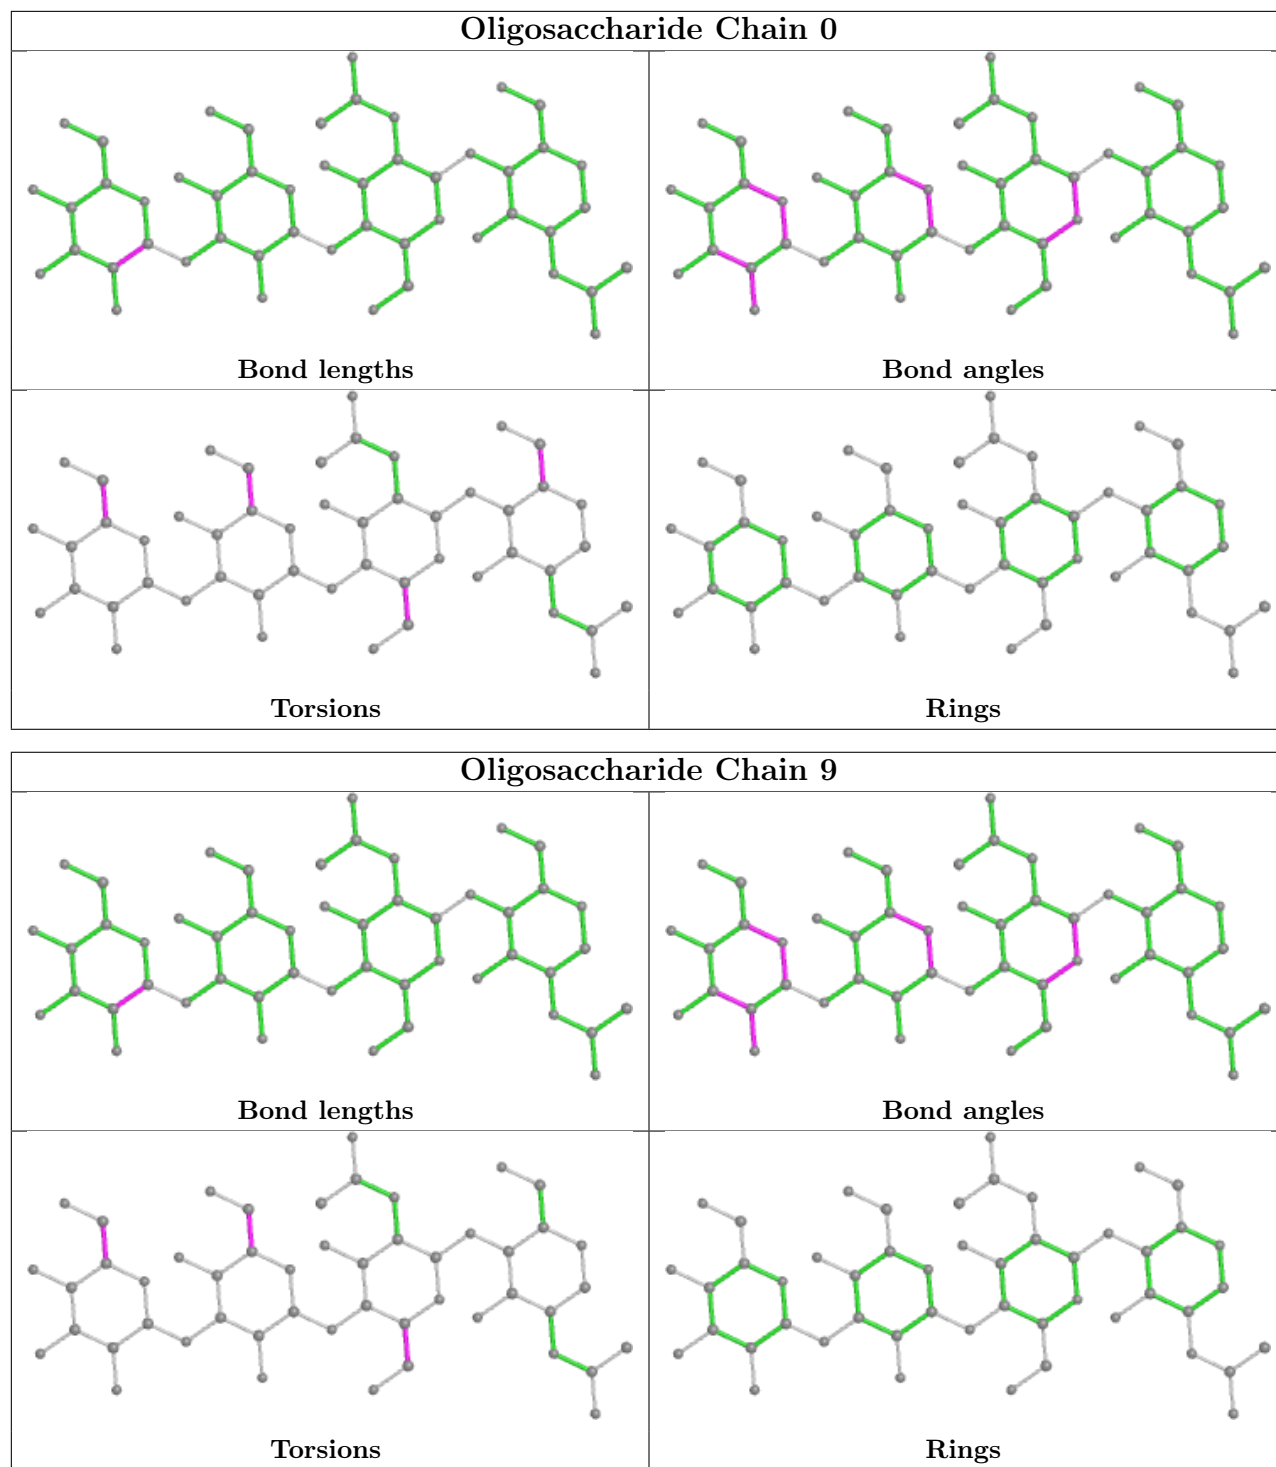 Oligosaccharide Chain 0
Bond lengths
Bond angles
Torsions
Rings
Oligosaccharide Chain 9
Bond lengths
Bond angles
Torsions
Rings